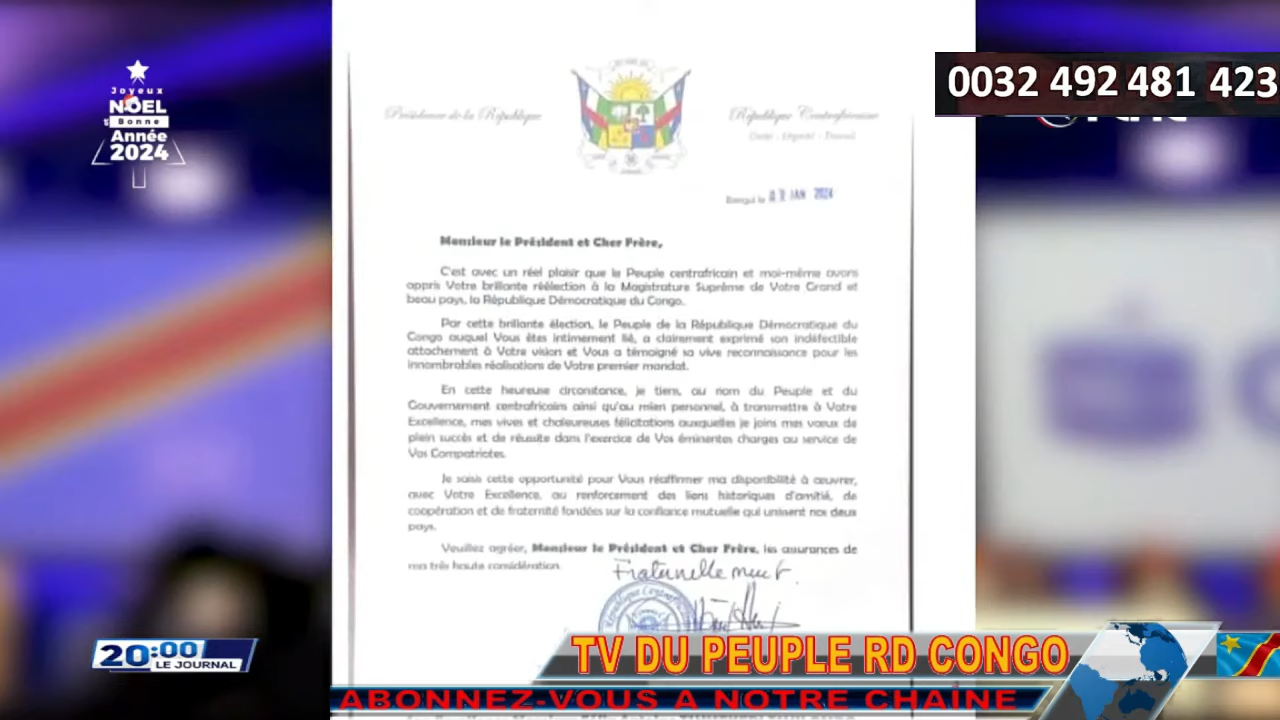 Joyeux
NOEL
Bonne
Année
2024
0032 492 481 423
Présidence de la République
République Centrafricaine
Unité - Dignité - Travail
Bangui le 03 JAN 2024
Monsieur le Président et Cher Frère,
C'est avec un réel plaisir que le Peuple centrafricain et moi-même avons
appris Votre brillante réélection à la Magistrature Suprême de Votre Grand et
beau pays, la République Démocratique du Congo.
Par cette brillante élection, le Peuple de la République Démocratique du
Congo auquel Vous êtes intimement lié, a clairement exprimé son indéfectible
attachement à Votre vision et Vous a témoigné sa vive reconnaissance pour les
innombrables réalisations de Votre premier mandat.
En cette heureuse circonstance, je tiens, au nom du Peuple et du
Gouvernement centrafricains ainsi qu'au mien personnel, à transmettre à Votre
Excellence, mes vives et chaleureuses félicitations auxquelles je joins mes vœux de
plein succès et de réussite dans l'exercice de Vos éminentes charges au service de
Vos Compatriotes.
Je saisis cette opportunité pour Vous réaffirmer ma disponibilité à œuvrer,
avec Votre Excellence, au renforcement des liens historiques d'amitié, de
coopération et de fraternité fondées sur la confiance mutuelle qui unissent nos deux
pays.
Veuillez agréer, Monsieur le Président et Cher Frère, les assurances de
ma très haute considération.
Fraternellement.
République Centrafricaine
20:00
LE JOURNAL
TV DU PEUPLE RD CONGO
ABONNEZ-VOUS A NOTRE CHAINE